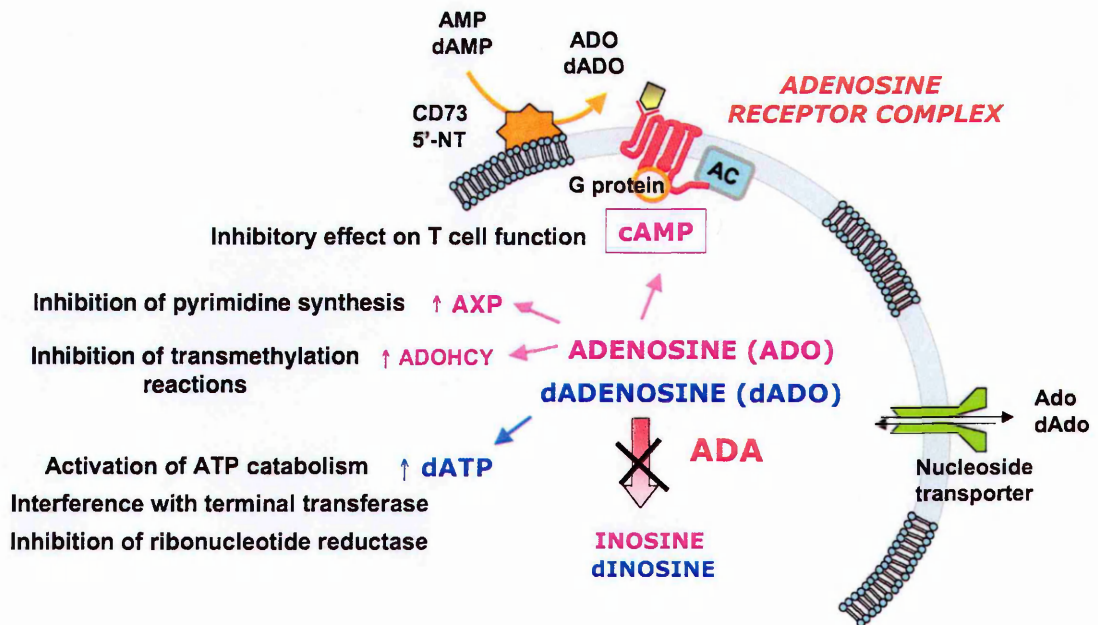 AMP
dAMP
ADO
dADO
ADENOSINE
RECEPTOR COMPLEX
CD73
5'-NT
AC
G protein
Inhibitory effect on T cell function
cAMP
Inhibition of pyrimidine synthesis ↑ AXP
Inhibition of transmethylation
reactions
↑ ADOHCY
ADENOSINE (ADO)
dADENOSINE (dADO)
Ado
dAdo
ADA
Nucleoside
transporter
Activation of ATP catabolism ↑ dATP
Interference with terminal transferase
Inhibition of ribonucleotide reductase
INOSINE
dINOSINE